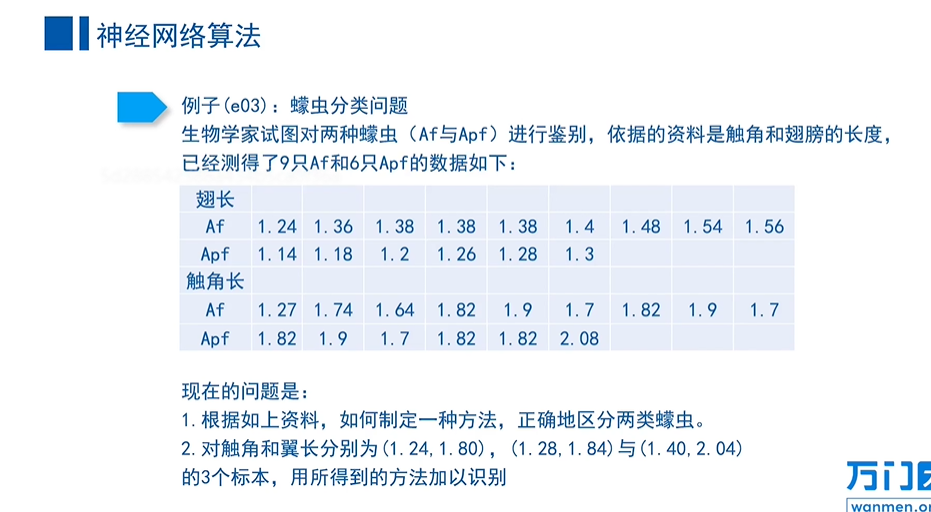 神经网络算法
例子(e03): 蠓虫分类问题
生物学家试图对两种蠓虫（Af与Apf）进行鉴别，依据的资料是触角和翅膀的长度，
已经测得了9只Af和6只Apf的数据如下：
翅长
Af 1.24 1.36 1.38 1.38 1.38 1.4 1.48 1.54 1.56
Apf 1.14 1.18 1.2 1.26 1.28 1.3
触角长
Af 1.27 1.74 1.64 1.82 1.9 1.7 1.82 1.9 1.7
Apf 1.82 1.9 1.7 1.82 1.82 2.08
现在的问题是：
1.根据如上资料，如何制定一种方法，正确地区分两类蠓虫。
2.对触角和翼长分别为(1.24,1.80)，(1.28,1.84)与(1.40,2.04)
的3个标本，用所得到的方法加以识别
万门
wanmen.or